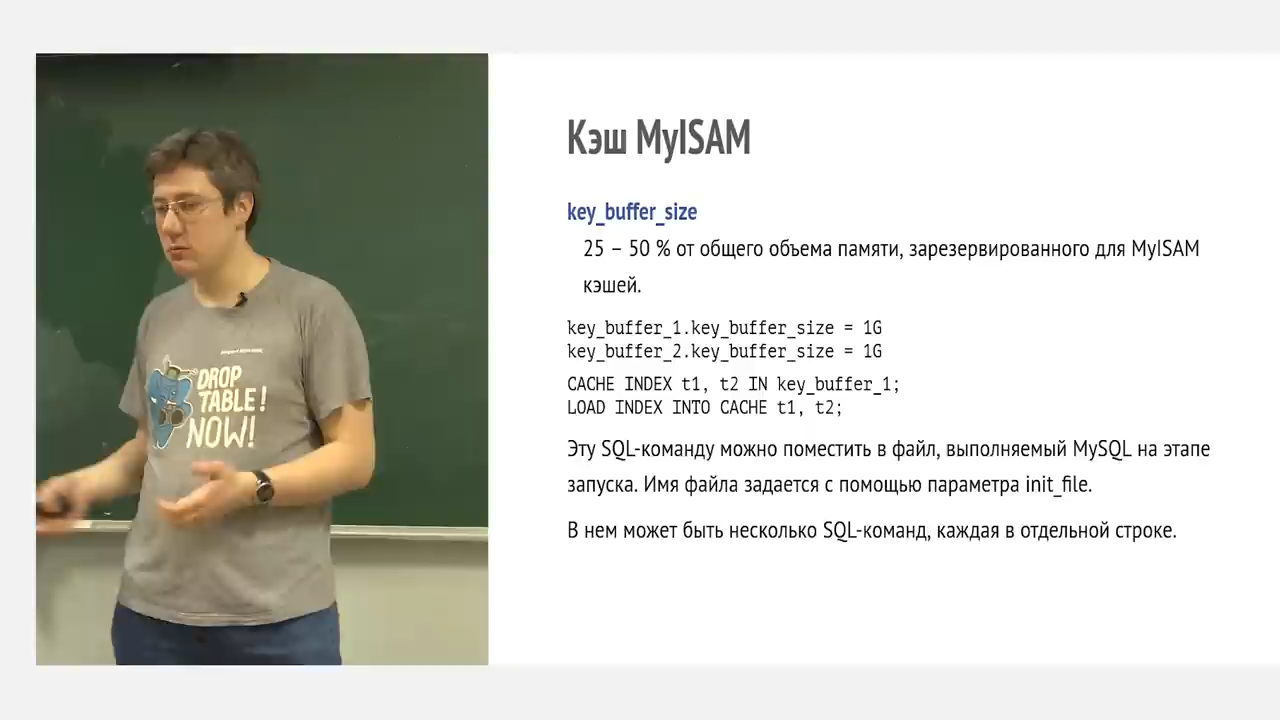 Кэш MyISAM
key_buffer_size
25 – 50 % от общего объема памяти, зарезервированного для MyISAM
кэшей.
key_buffer_1.key_buffer_size = 1G
key_buffer_2.key_buffer_size = 1G
CACHE INDEX t1, t2 IN key_buffer_1;
LOAD INDEX INTO CACHE t1, t2;
Эту SQL-команду можно поместить в файл, выполняемый MySQL на этапе
запуска. Имя файла задается с помощью параметра init_file.
В нем может быть несколько SQL-команд, каждая в отдельной строке.
DROP
TABLE!
NOW!